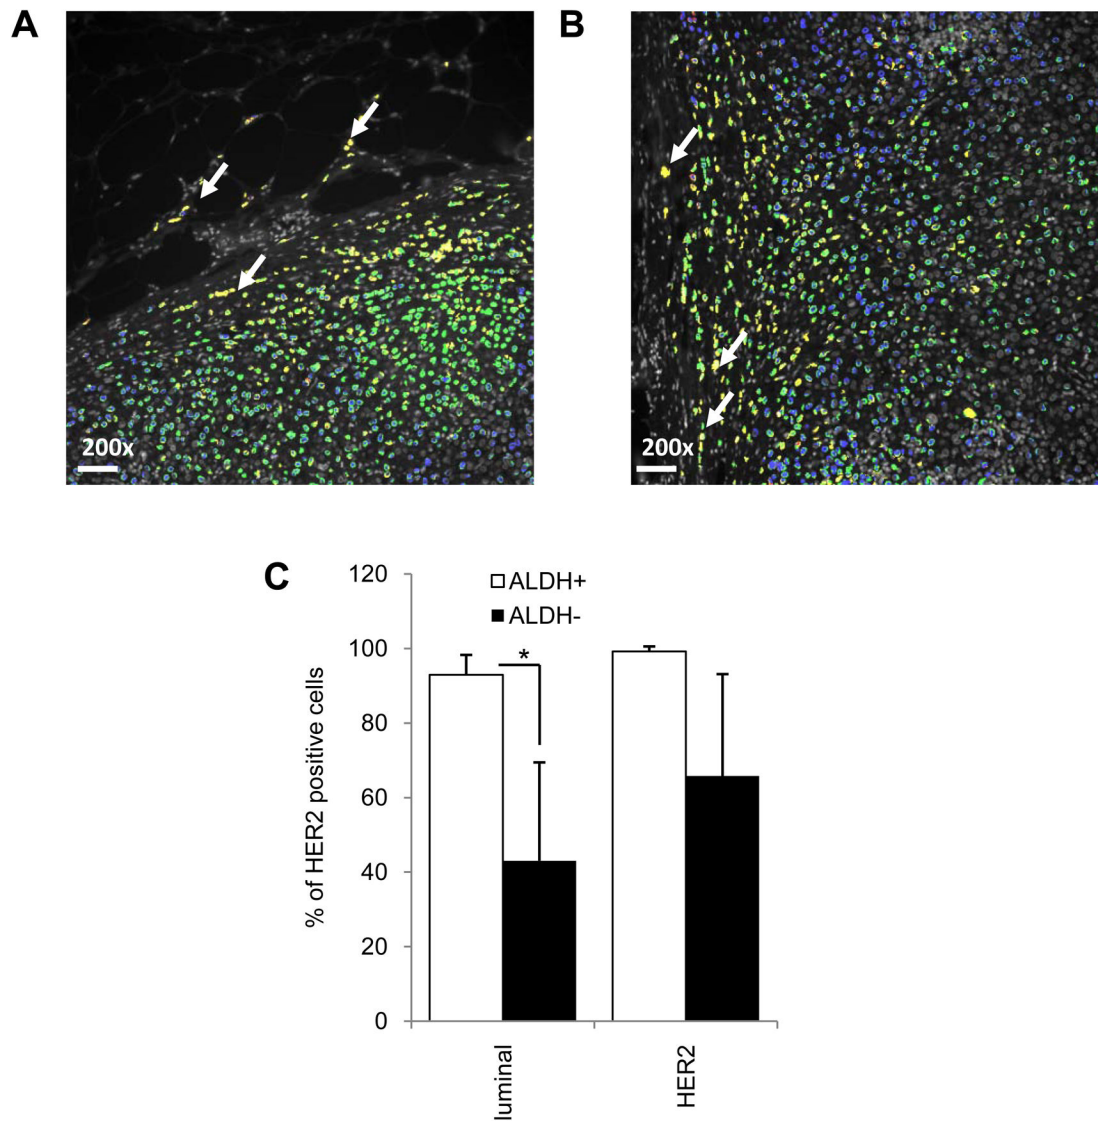 A
B
200x
200x
C
% of HER2 positive cells
120
100
80
60
40
20
0
ALDH+
ALDH-
*
luminal
HER2